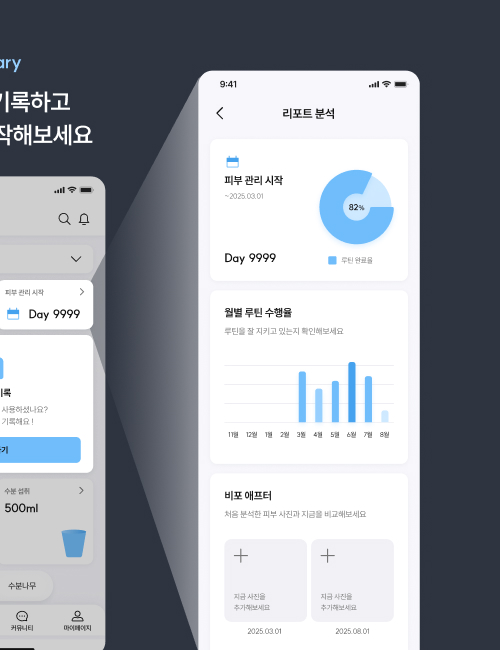 ary
기록하고
작해보세요
피부 관리 시작
Day 9999
기록
사용하셨나요?
기록해요 !
기
수분 섭취
500ml
수분나무
커뮤니티
마이페이지
9:41
리포트 분석
피부 관리 시작
~2025.03.01
82%
Day 9999
루틴 완료율
월별 루틴 수행율
루틴을 잘 지키고 있는지 확인해보세요
11월 12월 1월 2월 3월 4월 5월 6월 7월 8월
비포 애프터
처음 분석한 피부 사진과 지금을 비교해보세요
지금 사진을
추가해보세요
지금 사진을
추가해보세요
2025.03.01 2025.08.01